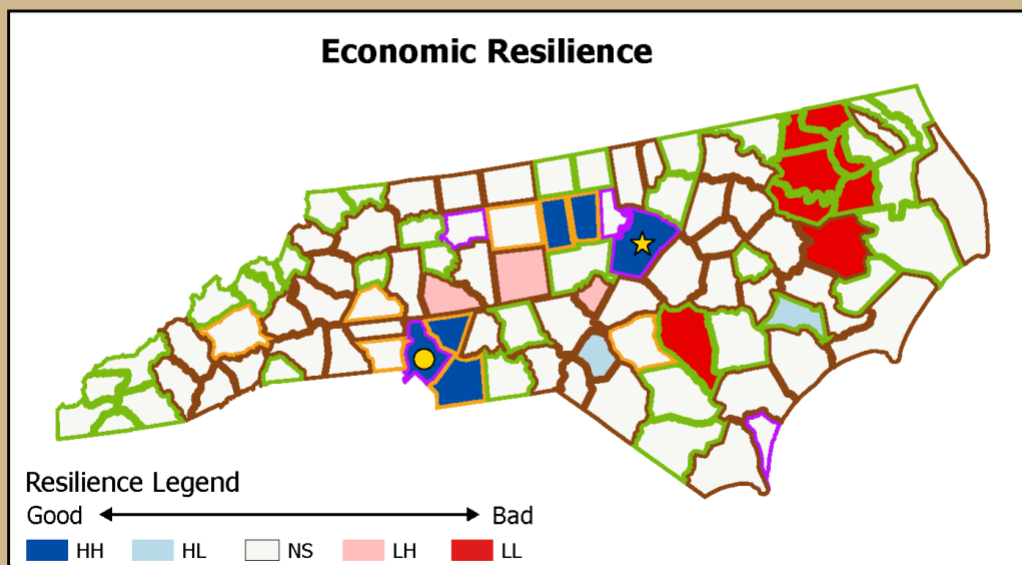 Economic Resilience
Resilience Legend
Good Bad
HH HL NS LH LL